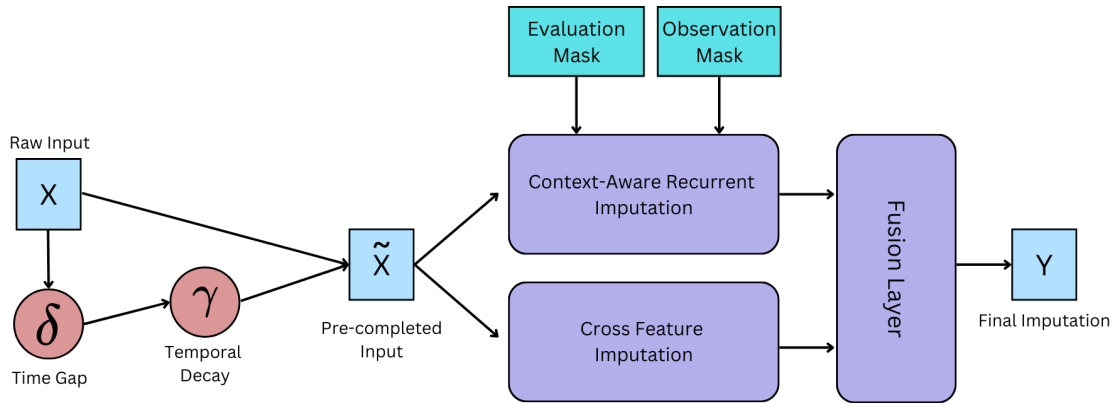 Evaluation
Mask
Observation
Mask
Raw Input
X
δ
Time Gap
γ
Temporal
Decay
X̃
Pre-completed
Input
Context-Aware Recurrent
Imputation
Cross Feature
Imputation
Fusion Layer
Y
Final Imputation